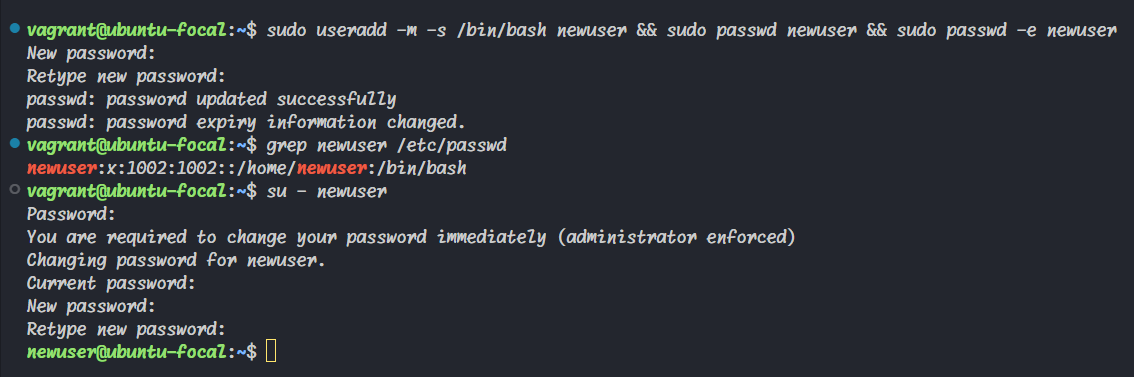 vagrant@ubuntu-focal:~$ sudo useradd -m -s /bin/bash newuser && sudo passwd newuser && sudo passwd -e newuser
New password:
Retype new password:
passwd: password updated successfully
passwd: password expiry information changed.
vagrant@ubuntu-focal:~$ grep newuser /etc/passwd
newuser:x:1002:1002::/home/newuser:/bin/bash
vagrant@ubuntu-focal:~$ su - newuser
Password:
You are required to change your password immediately (administrator enforced)
Changing password for newuser.
Current password:
New password:
Retype new password:
newuser@ubuntu-focal:~$